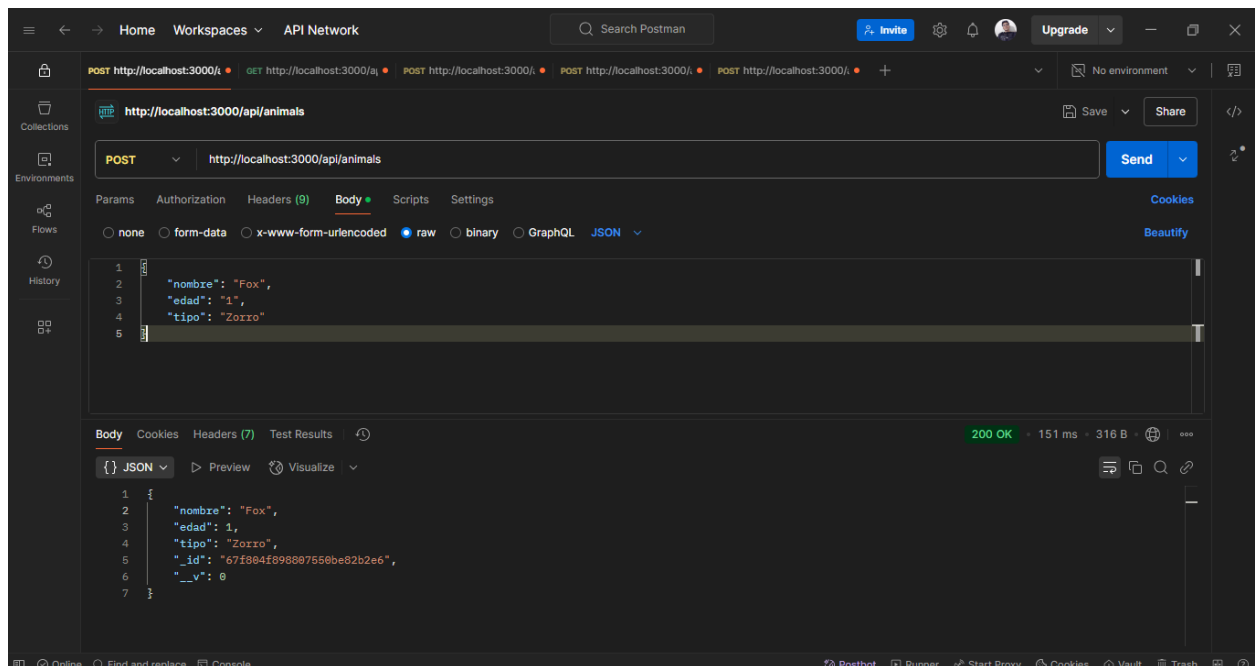 Home Workspaces API Network Search Postman Invite Upgrade
POST http://localhost:3000/a GET http://localhost:3000/a POST http://localhost:3000/ POST http://localhost:3000/ POST http://localhost:3000/ No environment
Collections
Environments
Flows
History
HTTP http://localhost:3000/api/animals Save Share
POST http://localhost:3000/api/animals Send
Params Authorization Headers (9) Body Scripts Settings Cookies
none form-data x-www-form-urlencoded raw binary GraphQL JSON Beautify
1 {
2 "nombre": "Fox",
3 "edad": "1",
4 "tipo": "Zorro"
5 }
Body Cookies Headers (7) Test Results 200 OK 151 ms 316 B
{} JSON Preview Visualize
1 {
2 "nombre": "Fox",
3 "edad": 1,
4 "tipo": "Zorro",
5 "_id": "67f804f898807550be82b2e6",
6 "__v": 0
7 }
Online Find and replace Console Postbot Runner Start Proxy Cookies Vault Trash